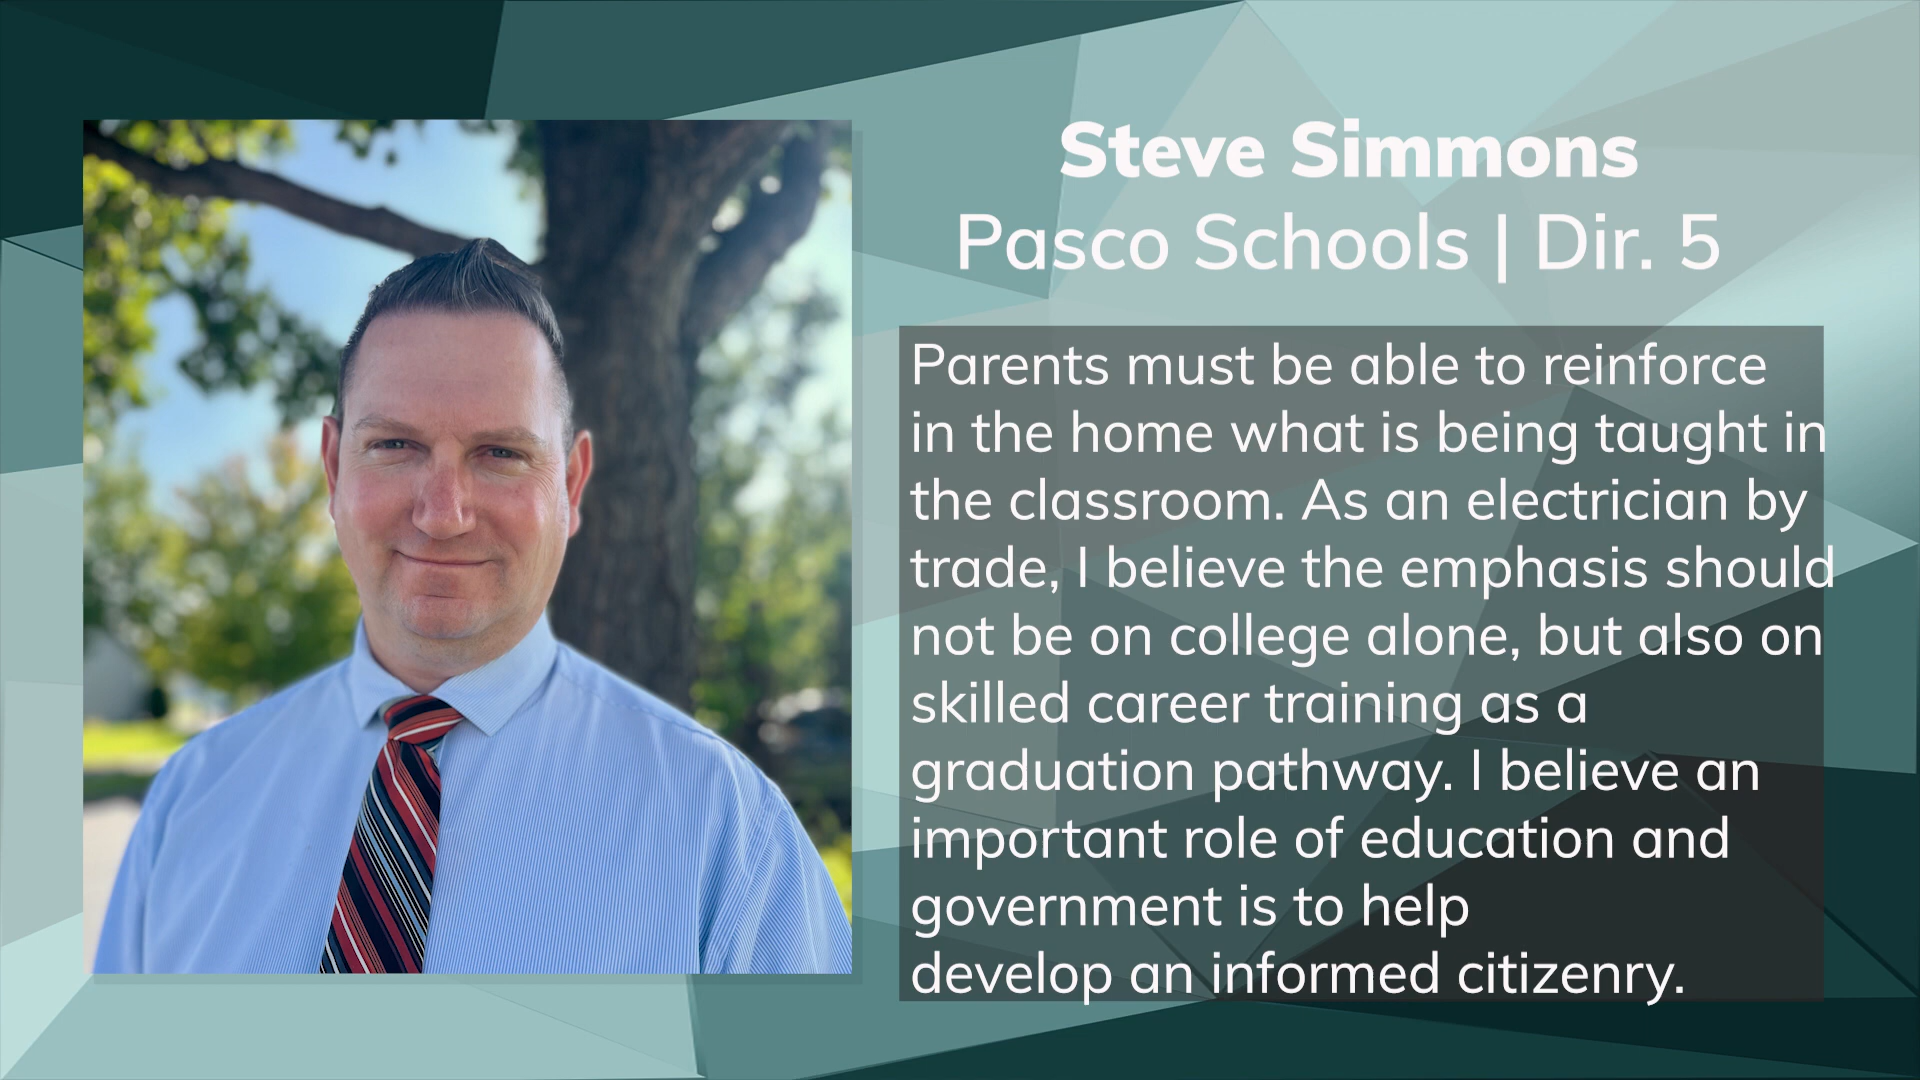 Steve Simmons
Pasco Schools | Dir. 5
Parents must be able to reinforce
in the home what is being taught in
the classroom. As an electrician by
trade, I believe the emphasis should
not be on college alone, but also on
skilled career training as a
graduation pathway. I believe an
important role of education and
government is to help
develop an informed citizenry.